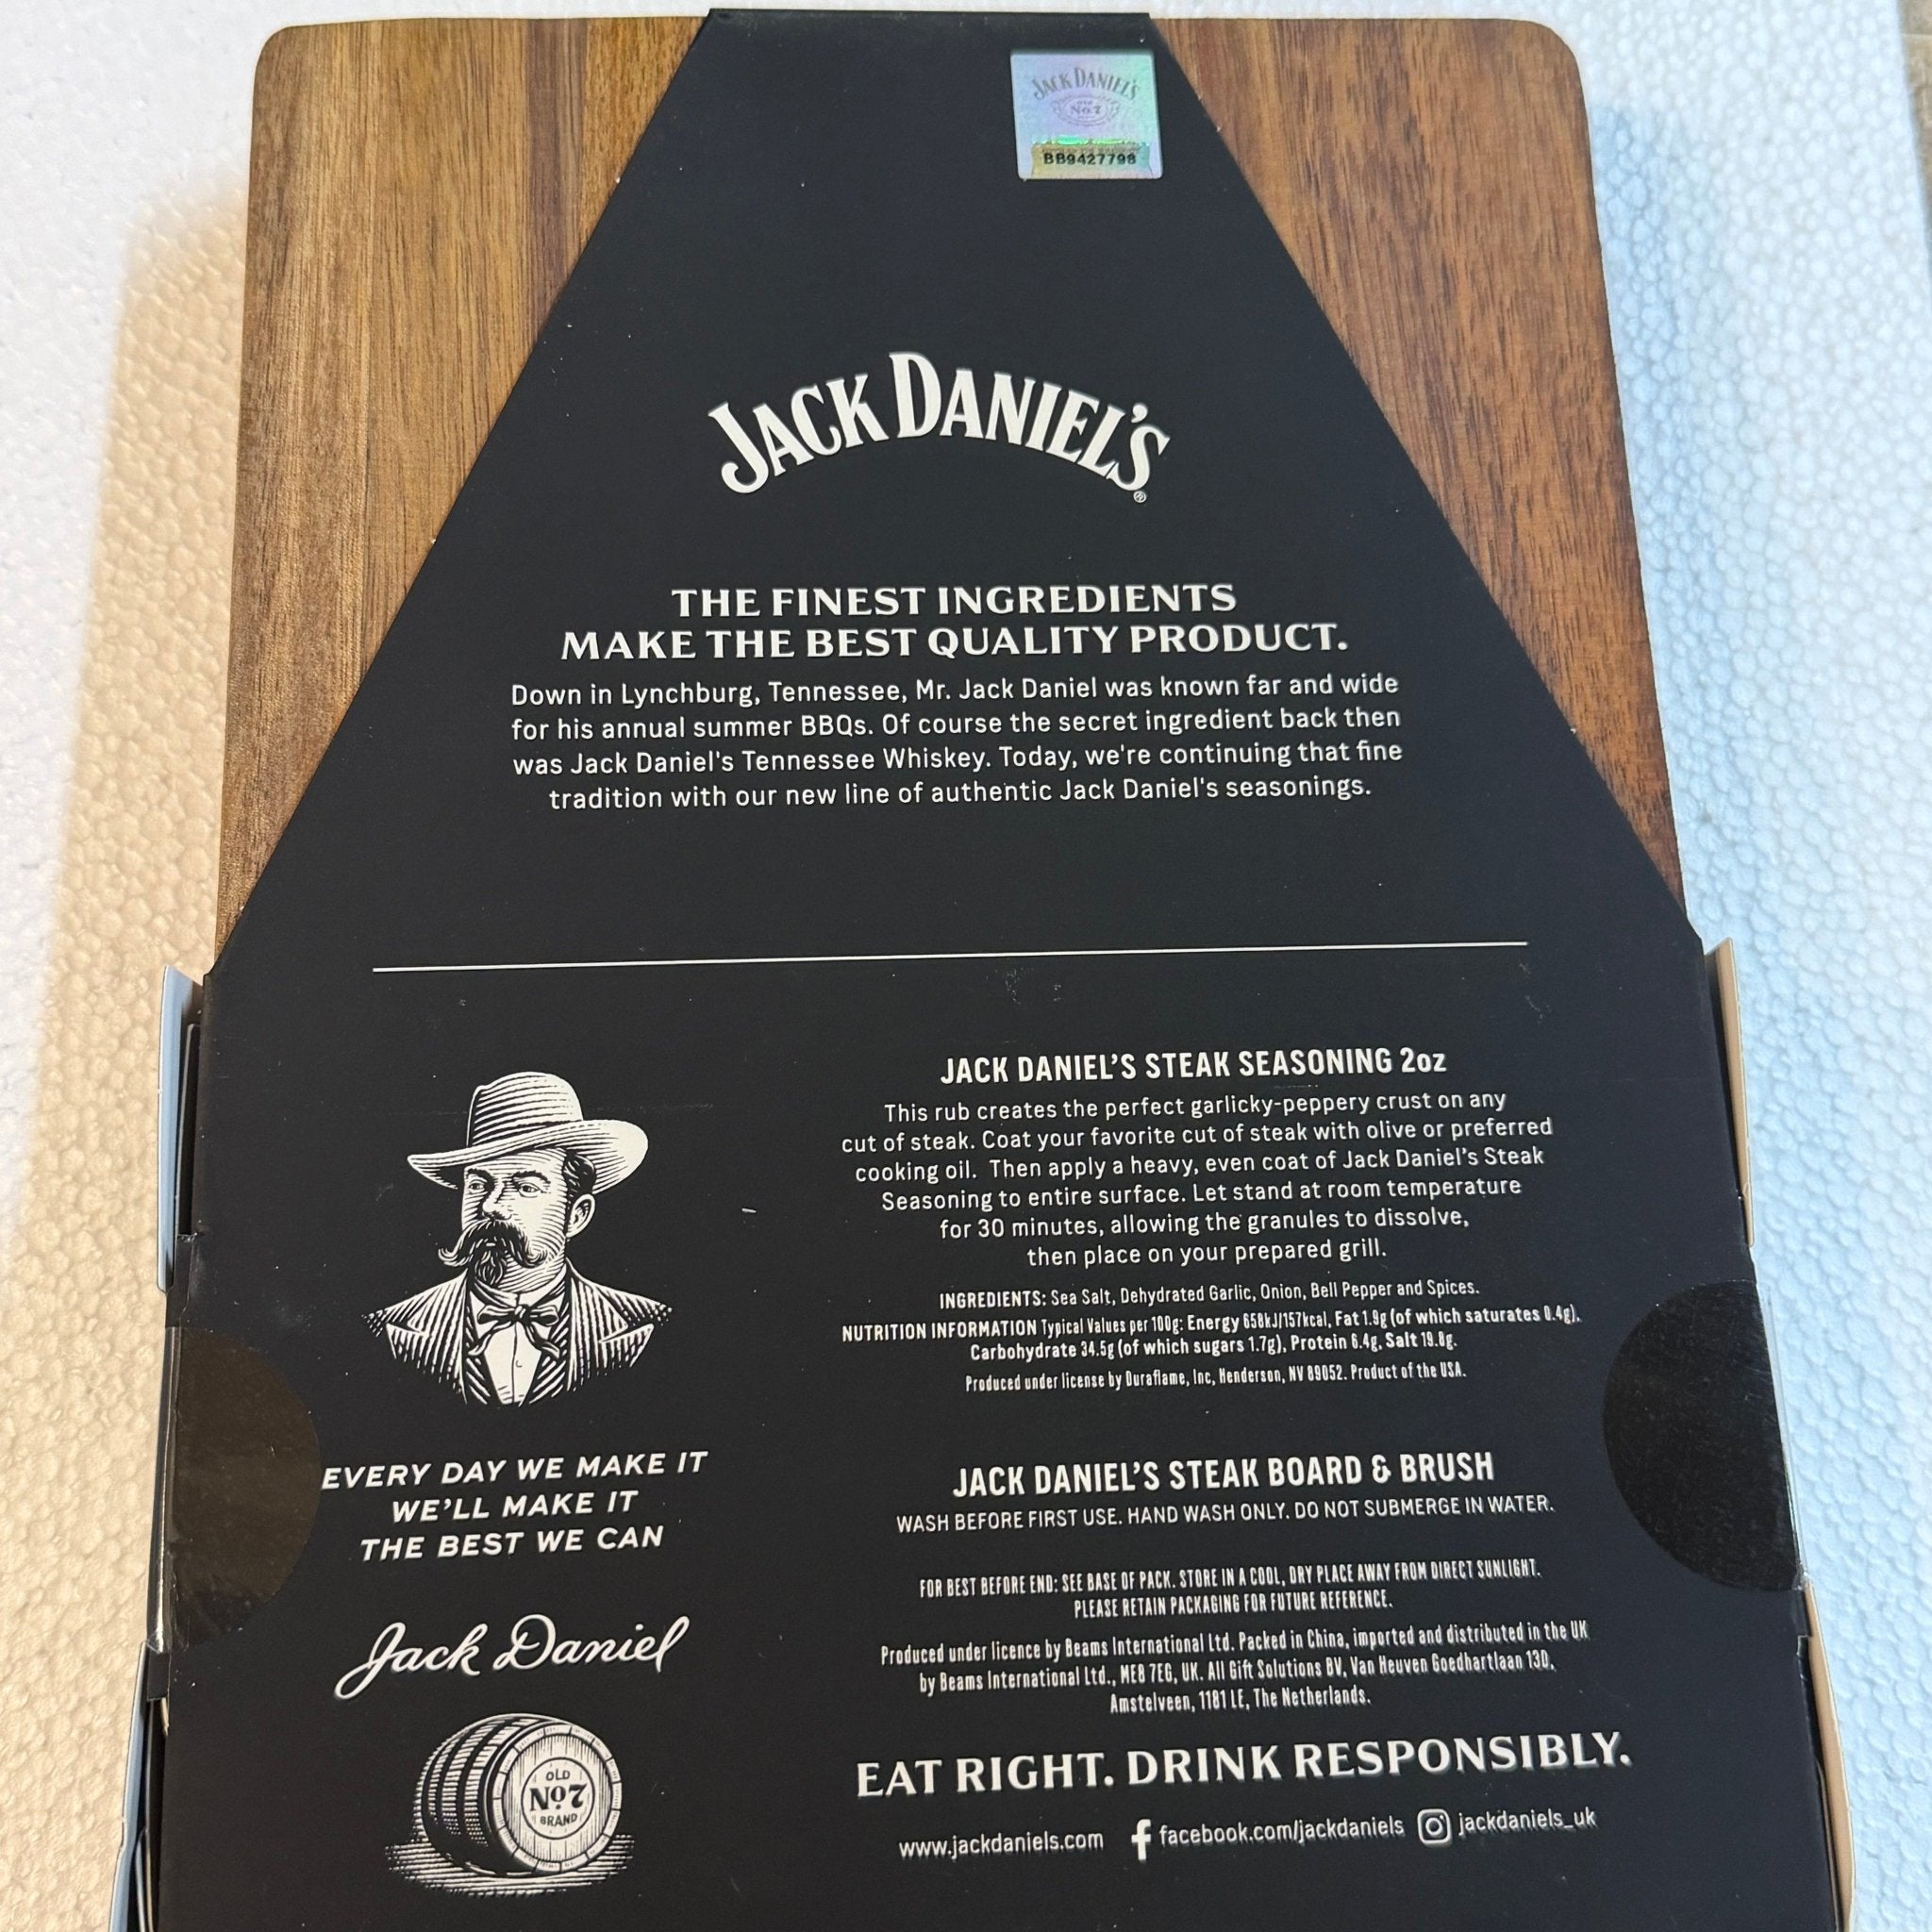 JACK DANIEL'S
OLD
No.7
BB9427798
JACK DANIEL'S
®
THE FINEST INGREDIENTS
MAKE THE BEST QUALITY PRODUCT.
Down in Lynchburg, Tennessee, Mr. Jack Daniel was known far and wide
for his annual summer BBQs. Of course the secret ingredient back then
was Jack Daniel's Tennessee Whiskey. Today, we're continuing that fine
tradition with our new line of authentic Jack Daniel's seasonings.
JACK DANIEL'S STEAK SEASONING 2oz
This rub creates the perfect garlicky-peppery crust on any
cut of steak. Coat your favorite cut of steak with olive or preferred
cooking oil. Then apply a heavy, even coat of Jack Daniel's Steak
Seasoning to entire surface. Let stand at room temperature
for 30 minutes, allowing the granules to dissolve,
then place on your prepared grill.
INGREDIENTS: Sea Salt, Dehydrated Garlic, Onion, Bell Pepper and Spices.
NUTRITION INFORMATION Typical Values per 100g: Energy 658kJ/157kcal, Fat 1.9g (of which saturates 0.4g),
Carbohydrate 34.5g (of which sugars 1.7g), Protein 6.4g, Salt 19.8g.
Produced under license by Duraflame, Inc, Henderson, NV 89052. Product of the USA.
EVERY DAY WE MAKE IT
WE'LL MAKE IT
THE BEST WE CAN
Jack Daniel
OLD
No.7
BRAND
JACK DANIEL'S STEAK BOARD & BRUSH
WASH BEFORE FIRST USE. HAND WASH ONLY. DO NOT SUBMERGE IN WATER.
FOR BEST BEFORE END: SEE BASE OF PACK. STORE IN A COOL, DRY PLACE AWAY FROM DIRECT SUNLIGHT.
PLEASE RETAIN PACKAGING FOR FUTURE REFERENCE.
Produced under licence by Beams International Ltd. Packed in China, imported and distributed in the UK
by Beams International Ltd., ME8 7EG, UK. All Gift Solutions BV, Van Heuven Goedhartlaan 13D,
Amstelveen, 1181 LE, The Netherlands.
EAT RIGHT. DRINK RESPONSIBLY.
www.jackdaniels.com facebook.com/jackdaniels jackdaniels_uk